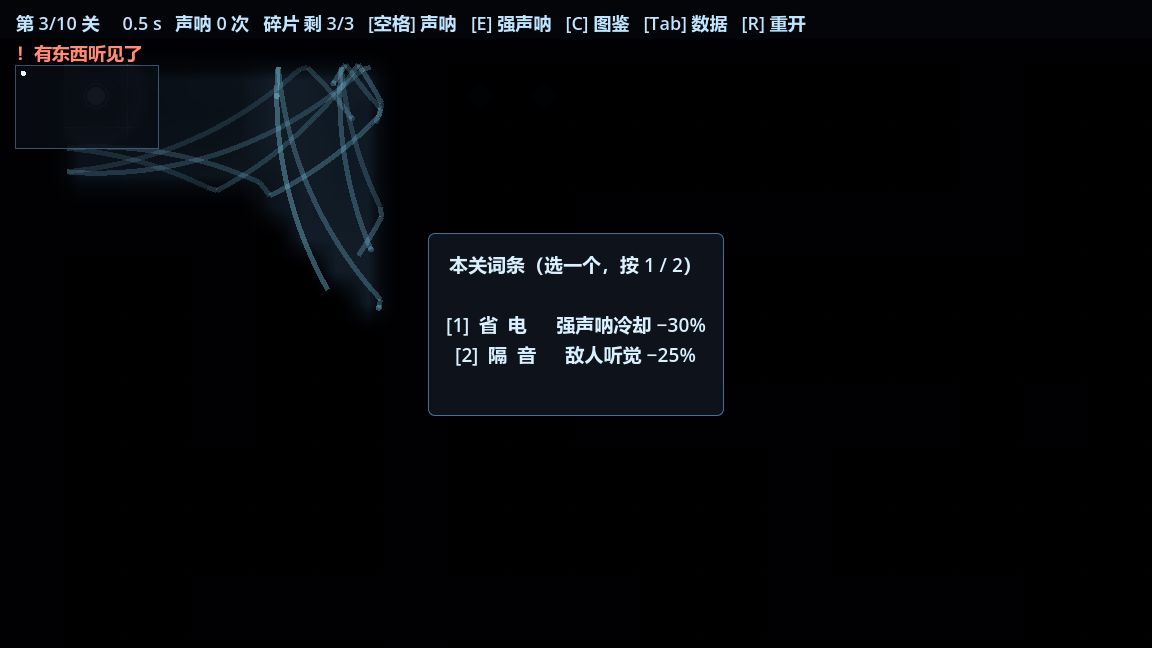 第 3/10 关 0.5 s 声呐 0 次 碎片 剩 3/3 [空格] 声呐 [E] 强声呐 [C] 图鉴 [Tab] 数据 [R] 重开
！有东西听见了
本关词条（选一个，按 1 / 2）
[1] 省 电 强声呐冷却 −30%
[2] 隔 音 敌人听觉 −25%